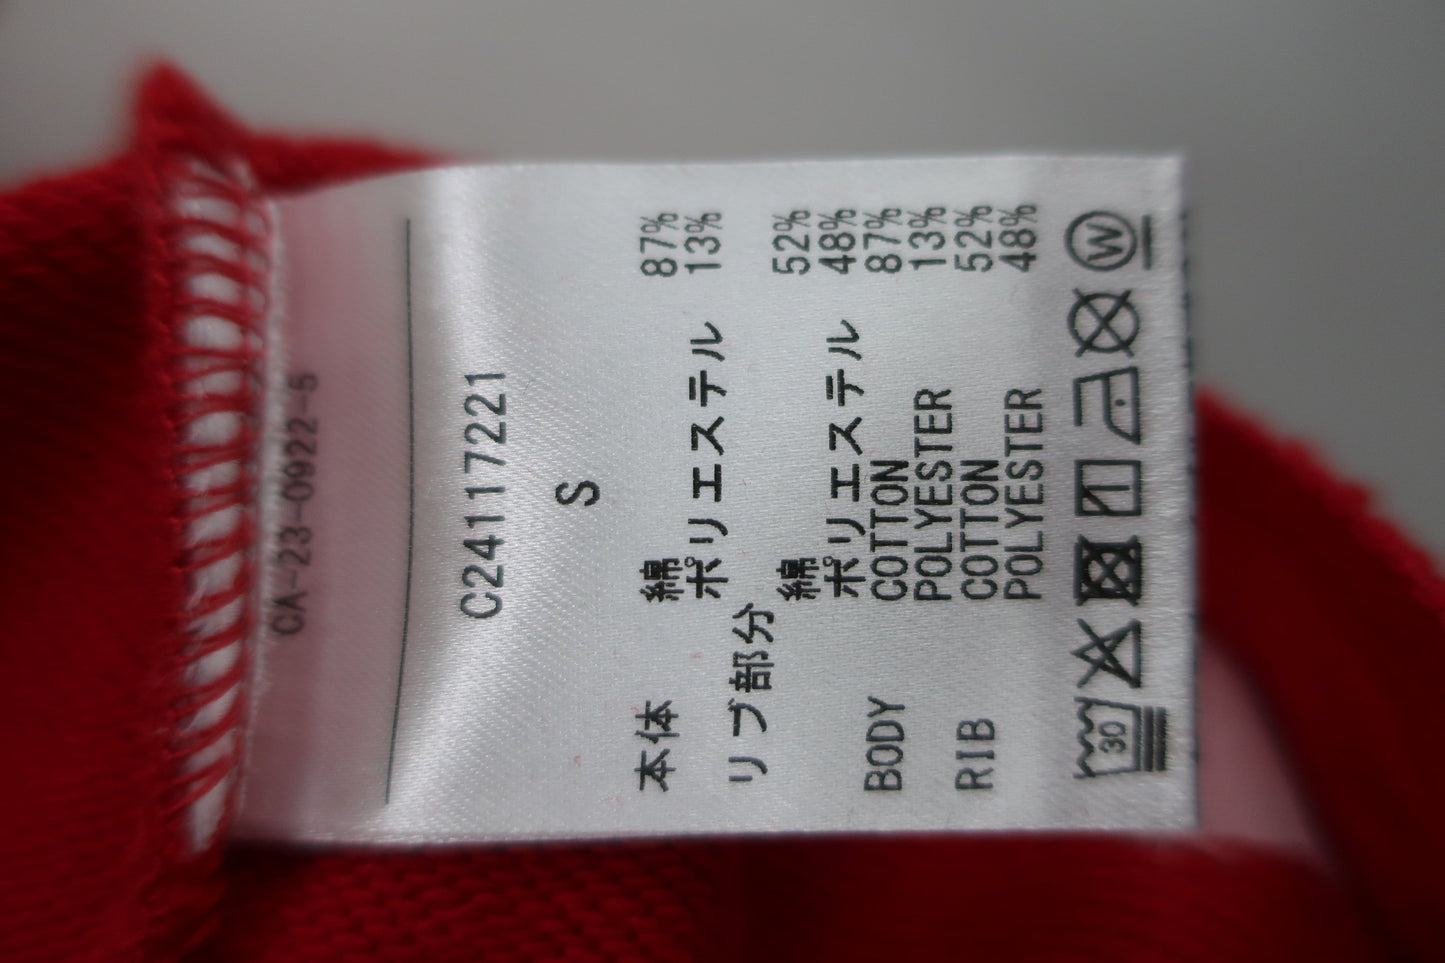 CA-23-0922-5
C24117221
S
本体 綿 87%
ポリエステル 13%
リブ部分
綿 52%
ポリエステル 48%
BODY COTTON 87%
POLYESTER 13%
RIB COTTON 52%
POLYESTER 48%
30 W